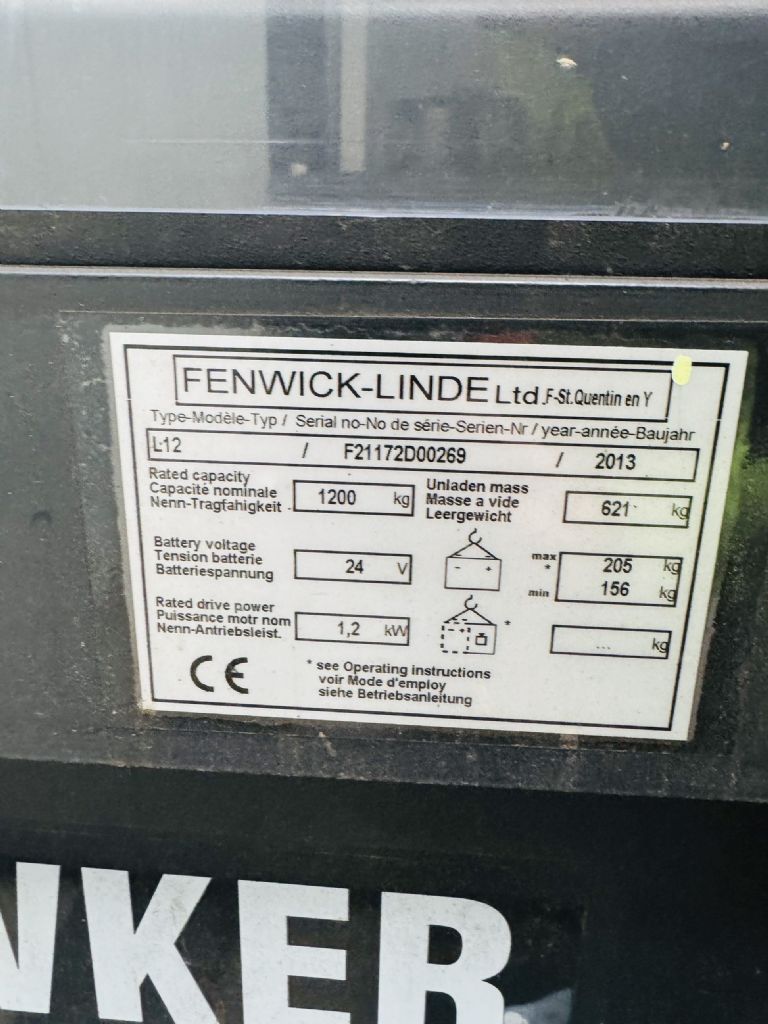 FENWICK-LINDE Ltd .F-St.Quentin en Y
Type-Modèle-Typ / Serial no-No de série-Serien-Nr / year-année-Baujahr
L12 / F21172D00269 / 2013
Rated capacity
Capacité nominale
Nenn-Tragfahigkeit
1200 kg
Unladen mass
Masse a vide
Leergewicht
621 kg
Battery voltage
Tension batterie
Batteriespannung
24 V
- +
max
*
min
205 kg
156 kg
Rated drive power
Puissance motr nom
Nenn-Antriebsleist.
1,2 kW
*
... kg
CE
* see Operating instructions
voir Mode d'employ
siehe Betriebsanleitung
NKER